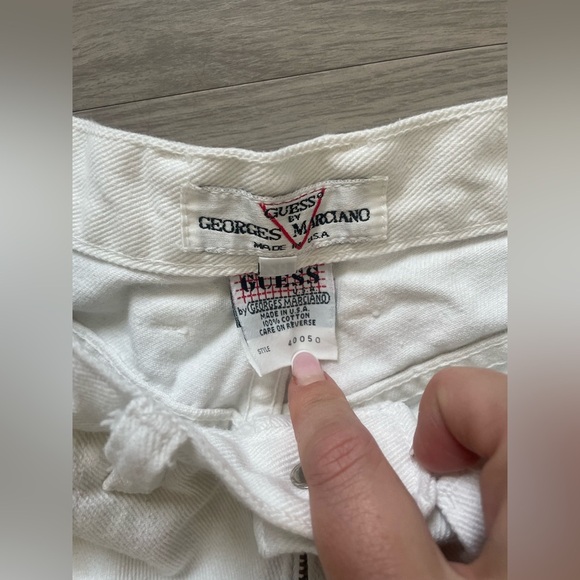 GUESS
BY
GEORGES MARCIANO
MADE IN U.S.A
GUESS
U.S.A.
by GEORGES MARCIANO
MADE IN U.S.A.
100% COTTON
CARE ON REVERSE
STYLE 40050